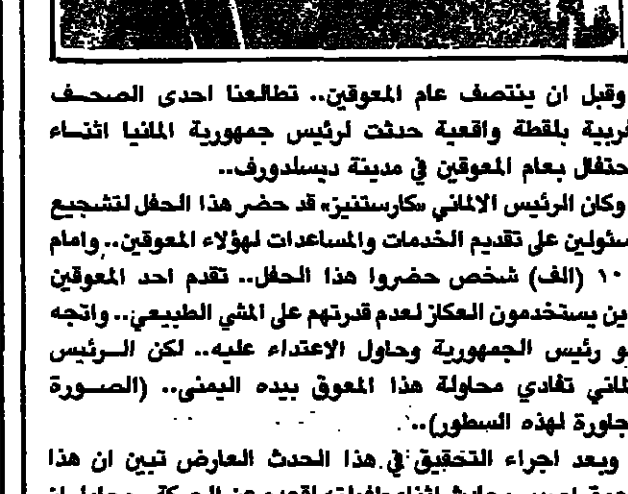 وقبل ان ينتصف عام المعوقين.. تطالعنا احدى الصحف
غربية بلقطة واقعية حدثت لرئيس جمهورية المانيا اثناء
احتفال بعام المعوقين في مدينة ديسلدورف..
وكان الرئيس الالماني «كارستنيز» قد حضر هذا الحفل لتشجيع
سئولين على تقديم الخدمات والمساعدات لهؤلاء المعوقين.. وامام
١٠ (الف) شخص حضروا هذا الحفل.. تقدم احد المعوقين
ين يستخدمون العكاز لعدم قدرتهم على المشي الطبيعي.. واتجه
و رئيس الجمهورية وحاول الاعتداء عليه.. لكن الرئيس
لماني تفادي محاولة هذا المعوق بيده اليمنى.. (الصورة
جاورة لهذه السطور)..
وبعد اجراء التحقيق في هذا الحدث العارض تبين ان هذا